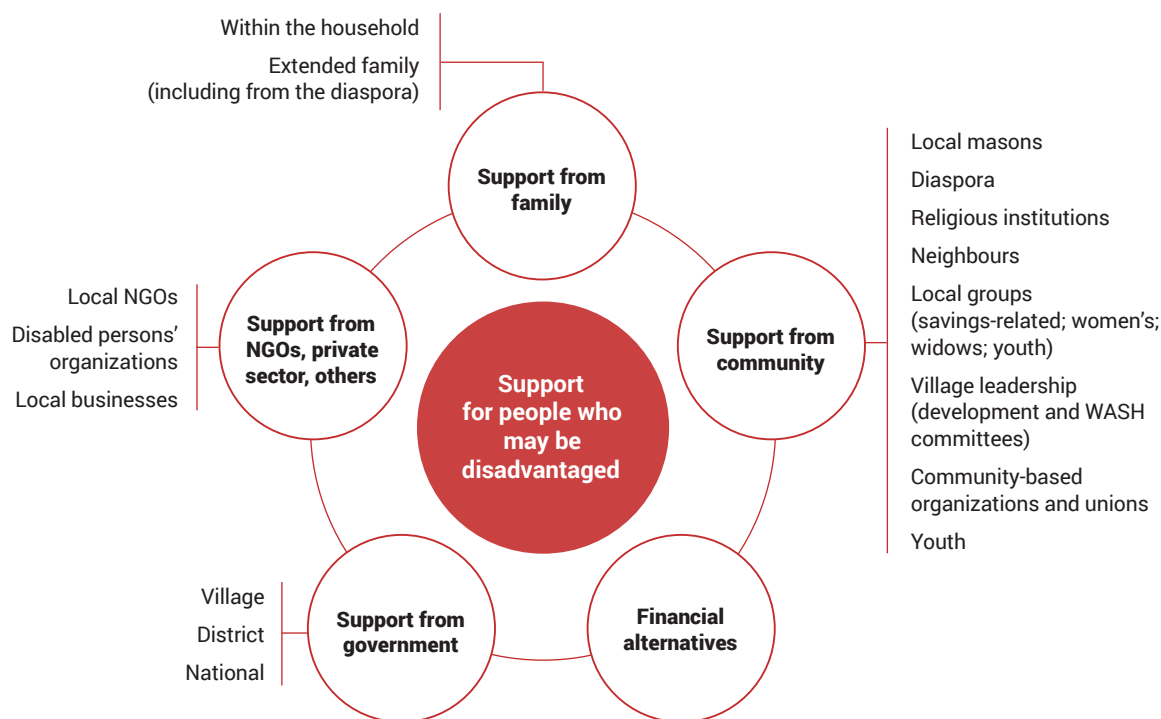 Within the household
Extended family
(including from the diaspora)
Support from
family
Local masons
Diaspora
Religious institutions
Neighbours
Local groups
(savings-related; women's;
widows; youth)
Village leadership
(development and WASH
committees)
Community-based
organizations and unions
Youth
Support from
community
Local NGOs
Disabled persons'
organizations
Local businesses
Support from
NGOs, private
sector, others
Support
for people who
may be
disadvantaged
Village
District
National
Support from
government
Financial
alternatives